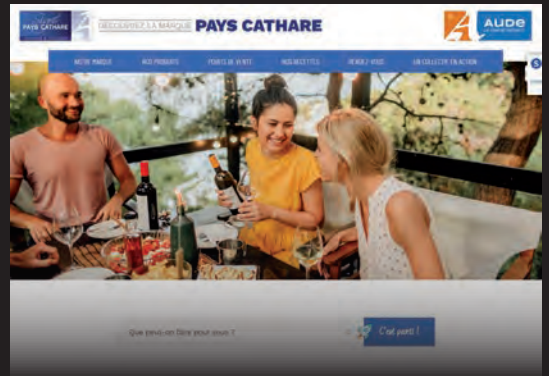 PAYS CATHARE
DÉCOUVREZ LA MARQUE PAYS CATHARE
AUDE
NOTRE MARQUE NOS PRODUITS POINTS DE VENTE NOS RECETTES RENDEZ-VOUS UN COLLECTIF EN ACTION
Que peut-on faire pour vous ?
C'est parti !